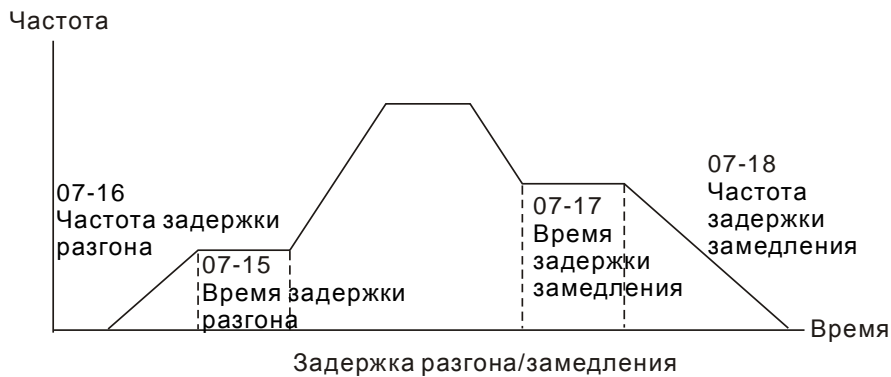 Частота
07-16
Частота задержки
разгона
07-15
Время задержки
разгона
07-17
Время
задержки
замедления
07-18
Частота
задержки
замедления
Время
Задержка разгона/замедления